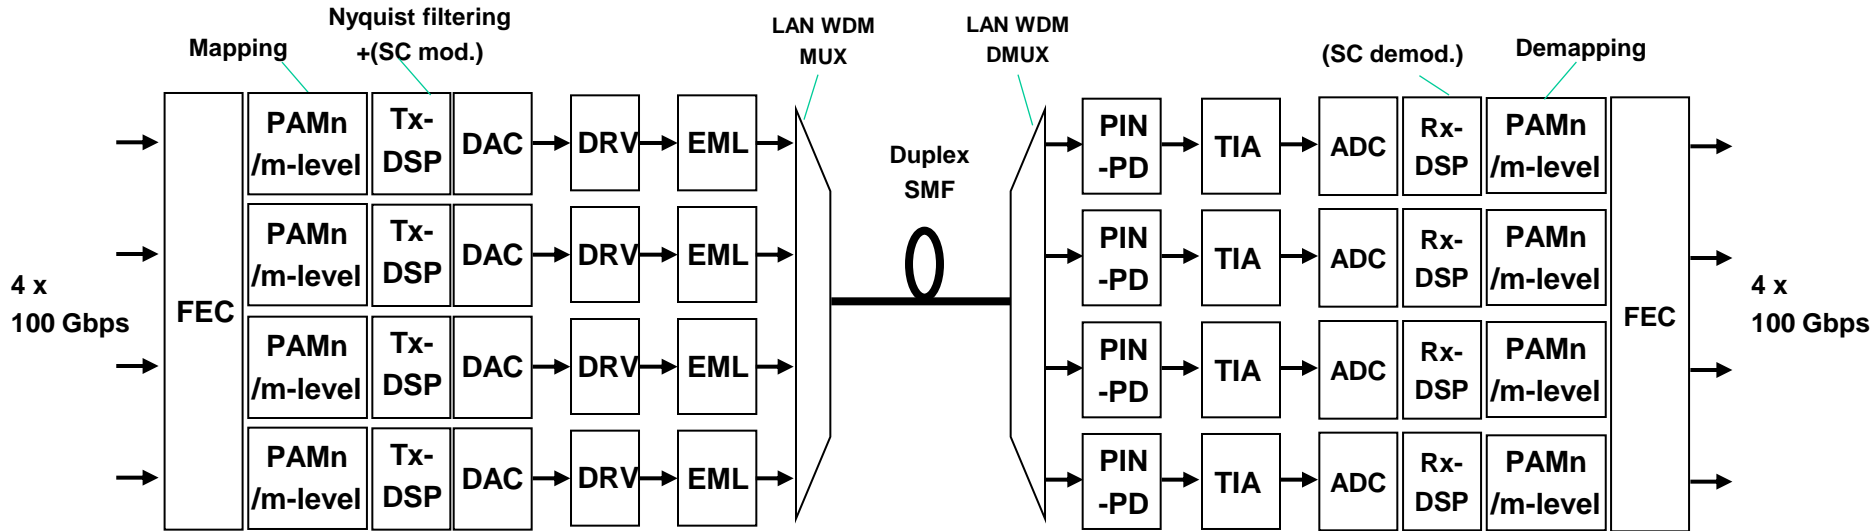 Nyquist filtering
+(SC mod.)
Mapping
LAN WDM
MUX
LAN WDM
DMUX
(SC demod.)
Demapping
4 x
100 Gbps
FEC
PAMn
/m-level
Tx-
DSP
DAC
DRV
EML
PAMn
/m-level
Tx-
DSP
DAC
DRV
EML
PAMn
/m-level
Tx-
DSP
DAC
DRV
EML
PAMn
/m-level
Tx-
DSP
DAC
DRV
EML
Duplex
SMF
PIN
-PD
TIA
ADC
Rx-
DSP
PAMn
/m-level
PIN
-PD
TIA
ADC
Rx-
DSP
PAMn
/m-level
PIN
-PD
TIA
ADC
Rx-
DSP
PAMn
/m-level
PIN
-PD
TIA
ADC
Rx-
DSP
PAMn
/m-level
FEC
4 x
100 Gbps